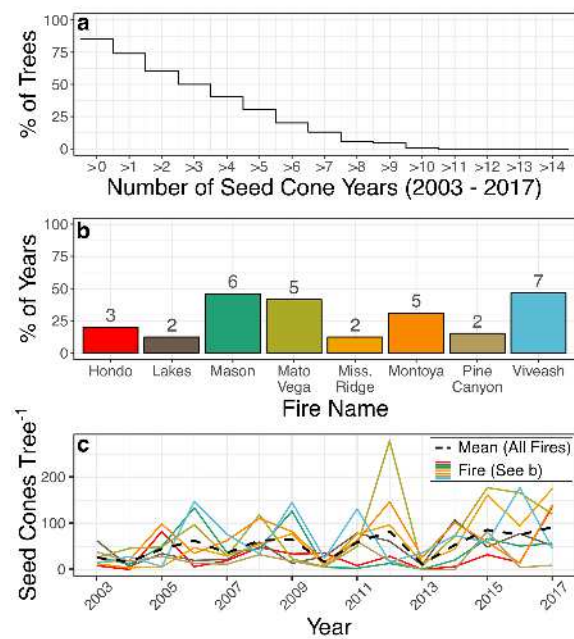 a
% of Trees
100
75
50
25
0
>0 >1 >2 >3 >4 >5 >6 >7 >8 >9 >10 >11 >12 >13 >14
Number of Seed Cone Years (2003 - 2017)
b
% of Years
100
75
50
25
0
3 2 6 5 2 5 2 7
Hondo Lakes Mason Mato Vega Miss. Ridge Montoya Pine Canyon Viveash
Fire Name
c
Seed Cones Tree⁻¹
200
100
0
Mean (All Fires)
Fire (See b)
2003 2005 2007 2009 2011 2013 2015 2017
Year